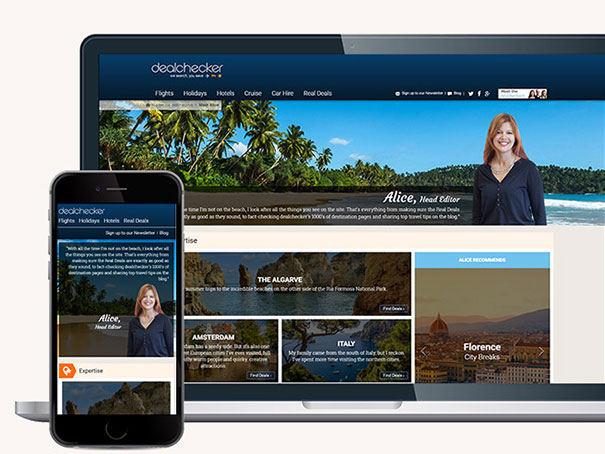 dealchecker
we search, you save
Flights Holidays Hotels Cruise Car Hire Real Deals
Sign up to our Newsletter | Blog |
Meet the
Alice, Head Editor
time I'm not on the beach, I look after all the things you see on the site. That's everything from making sure the Real Deals
exactly as good as they sound, to fact-checking dealchecker's 1000's of destination pages and sharing top travel tips on the blog."
ertise
THE ALGARVE
summer trips to the incredible beaches on the other side of the Ria Formosa National Park.
Find Deals ›
AMSTERDAM
dam has a seedy side. But it's also one
European cities I've ever visited, full
warm people and quirky, creative
attractions.
Find Deals ›
ITALY
My family came from the south of Italy, but I reckon
I've spent more time visiting the northern cities.
Find Deals ›
ALICE RECOMMENDS
Florence
City Breaks
dealchecker
Flights Holidays Hotels Real Deals
Sign up to our Newsletter | Blog
"With all the time I'm not on the beach, I look after all
the things you see on the site. That's everything from
making sure the Real Deals are exactly as good as
they sound, to fact-checking dealchecker's 1000's of
destination pages and sharing top travel tips on the
blog."
Alice,
Head Editor
Expertise